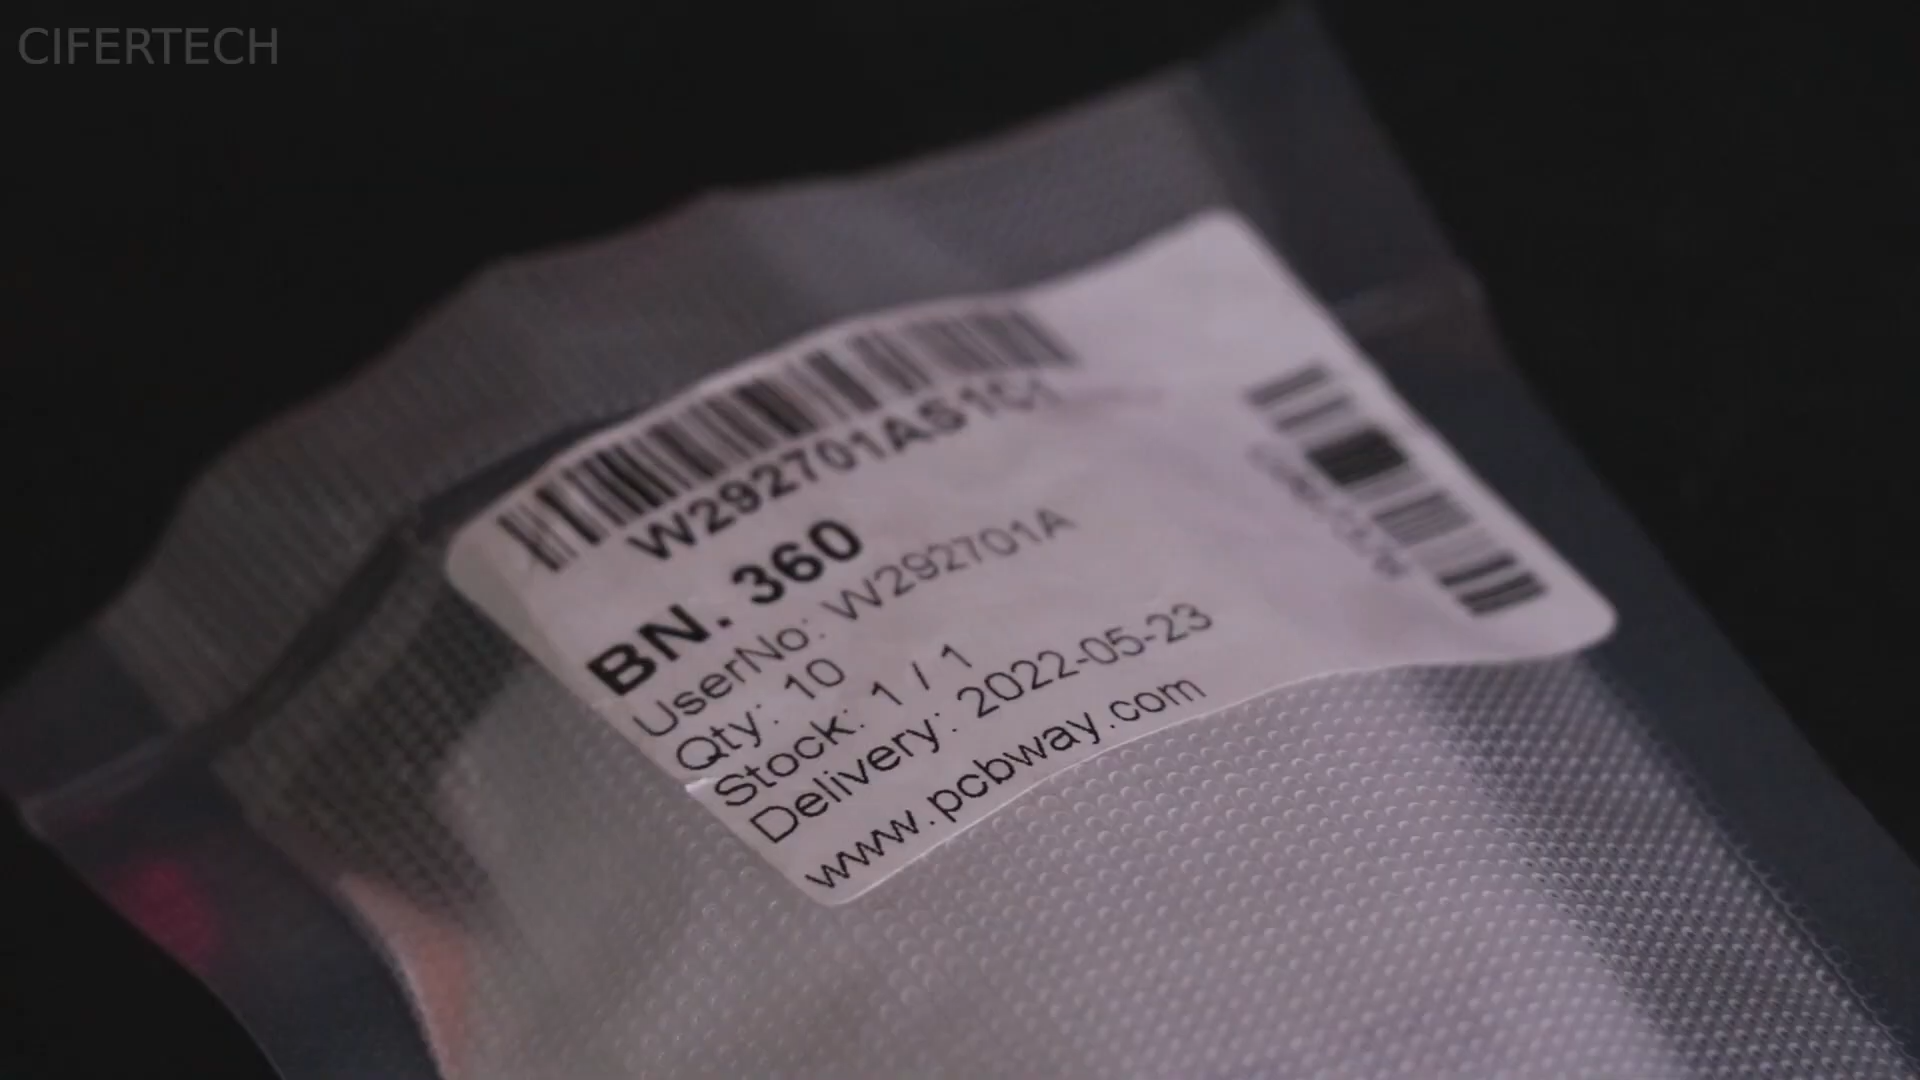 CIFERTECH
W292701AS1C1
BN. 360
UserNo: W292701A
Qty: 10
Stock: 1 / 1
Delivery: 2022-05-23
www.pcbway.com